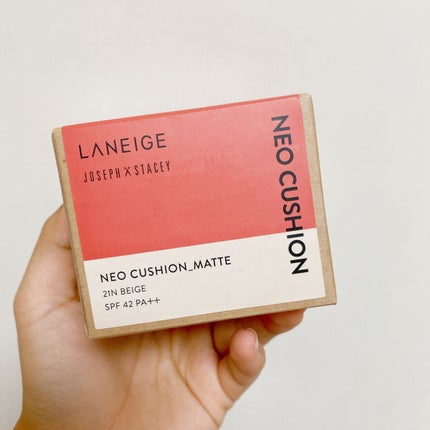 LANEIGE
JOSEPH X STACEY
NEO CUSHION
NEO CUSHION_MATTE
21N BEIGE
SPF 42 PA++